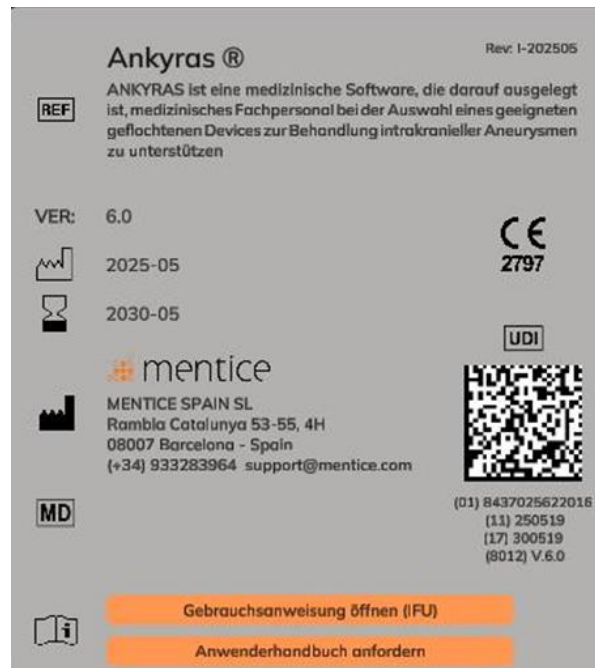 Ankyras ®
Rev: I-202505
REF
ANKYRAS ist eine medizinische Software, die darauf ausgelegt
ist, medizinisches Fachpersonal bei der Auswahl eines geeigneten
geflochtenen Devices zur Behandlung intrakranieller Aneurysmen
zu unterstützen
VER: 6.0
CE
2797
2025-05
2030-05
UDI
mentice
MENTICE SPAIN SL
Rambla Catalunya 53-55, 4H
08007 Barcelona - Spain
(+34) 933283964 support@mentice.com
MD
(01) 8437025622016
(11) 250519
(17) 300519
(8012) V.6.0
Gebrauchsanweisung öffnen (IFU)
Anwenderhandbuch anfordern